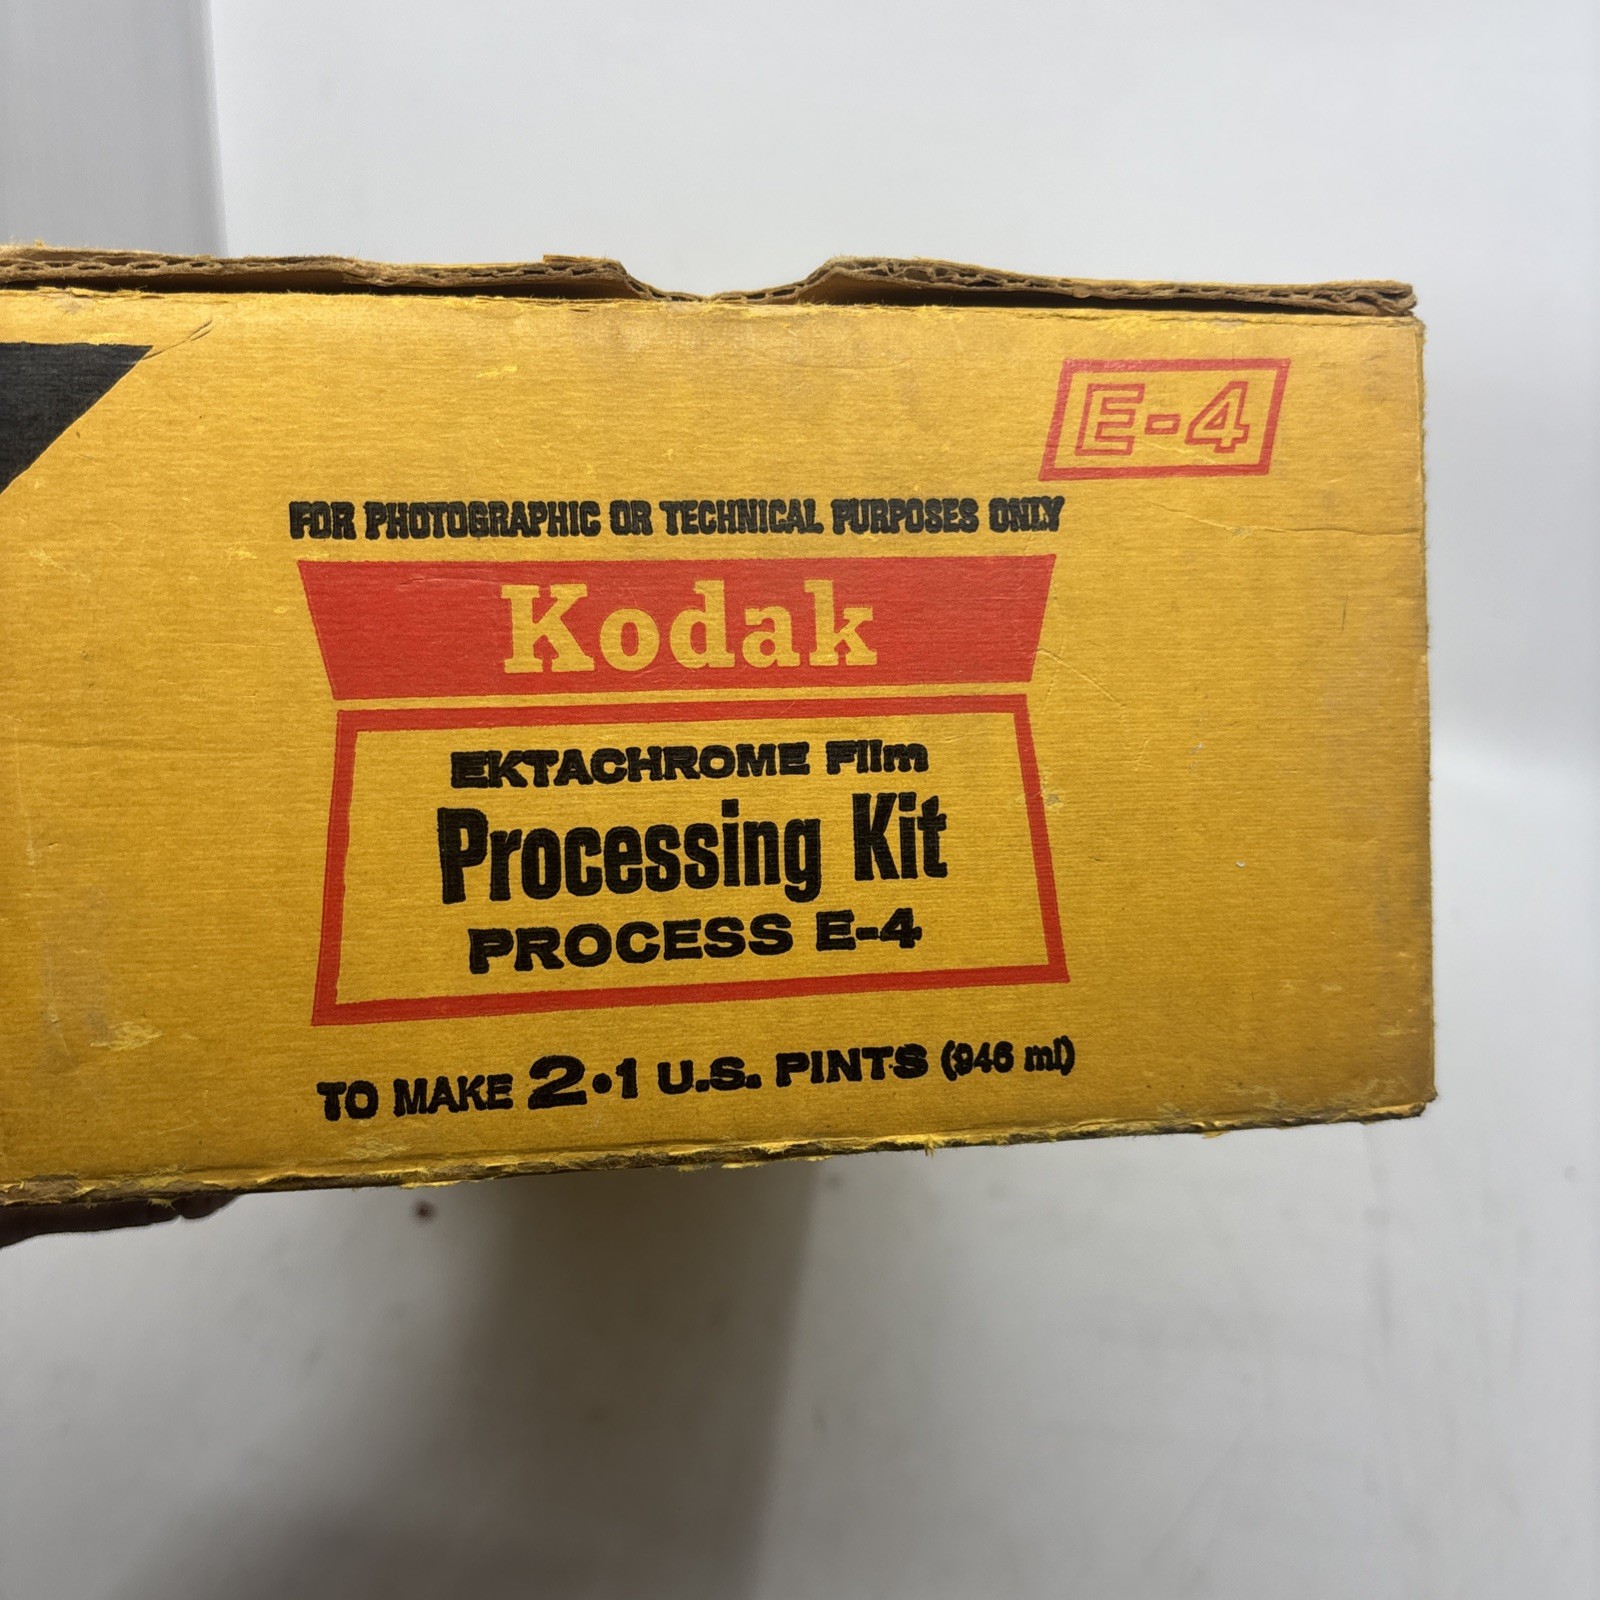 E-4
FOR PHOTOGRAPHIC OR TECHNICAL PURPOSES ONLY
Kodak
EKTACHROME Film
Processing Kit
PROCESS E-4
TO MAKE 2•1 U.S. PINTS (946 ml)